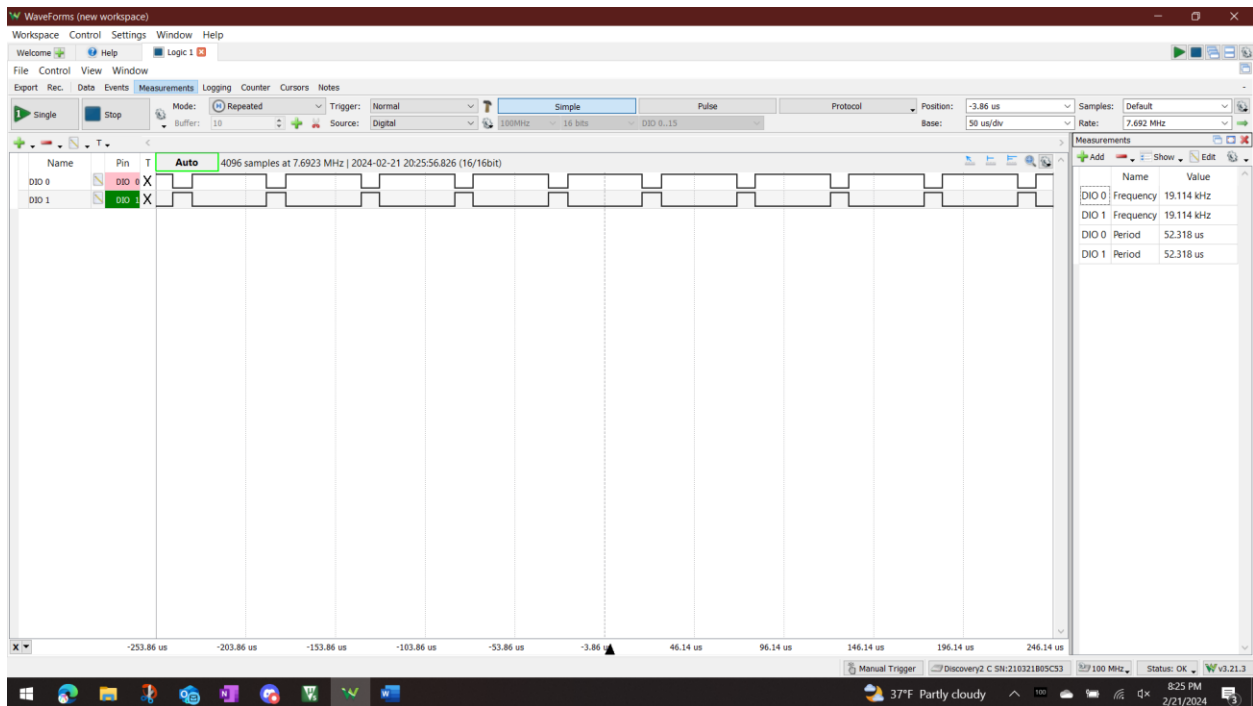 WaveForms (new workspace)
Workspace Control Settings Window Help
Welcome Help Logic 1
File Control View Window
Export Rec. Data Events Measurements Logging Counter Cursors Notes
Single Stop Mode: Repeated Trigger: Normal Simple Pulse Protocol Position: -3.86 us Samples: Default
Buffer: 10 Source: Digital 100MHz 16 bits DIO 0..15 Base: 50 us/div Rate: 7.692 MHz
T Measurements
Name Pin T Auto 4096 samples at 7.6923 MHz | 2024-02-21 20:25:56.826 (16/16bit) Add Show Edit
Name Value
DIO 0 DIO 0 X
DIO 1 DIO 1 X
DIO 0 Frequency 19.114 kHz
DIO 1 Frequency 19.114 kHz
DIO 0 Period 52.318 us
DIO 1 Period 52.318 us
X -253.86 us -203.86 us -153.86 us -103.86 us -53.86 us -3.86 us 46.14 us 96.14 us 146.14 us 196.14 us 246.14 us
Manual Trigger Discovery2 C SN:210321B05C53 100 MHz Status: OK v3.21.3
37°F Partly cloudy 100 8:25 PM
2/21/2024 3